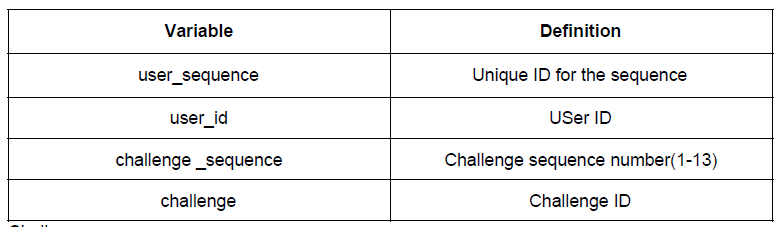 Variable Definition
user_sequence Unique ID for the sequence
user_id USer ID
challenge _sequence Challenge sequence number(1-13)
challenge Challenge ID